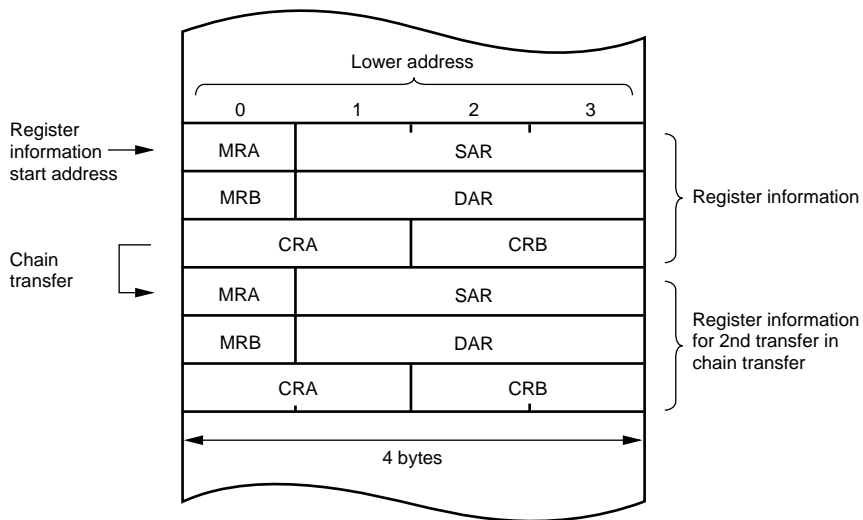 Lower address
0 1 2 3
Register
information
start address
MRA SAR
MRB DAR
Register information
CRA CRB
Chain
transfer
MRA SAR
MRB DAR
Register information
for 2nd transfer in
chain transfer
CRA CRB
4 bytes